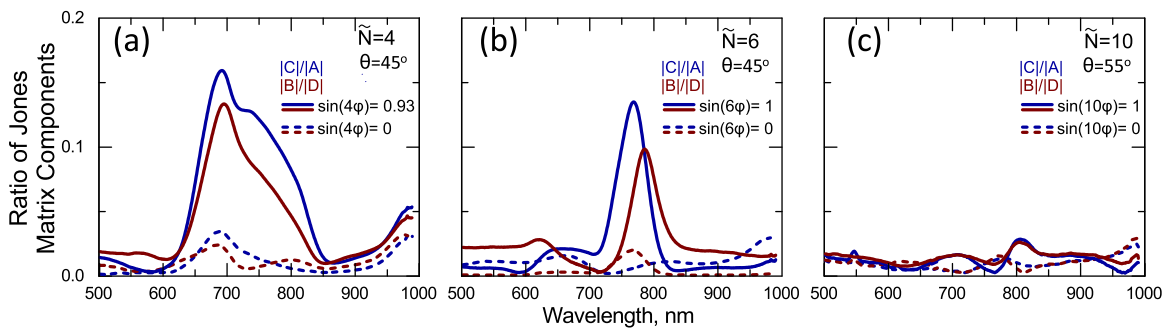 Ratio of Jones
Matrix Components
(a)
Ñ=4
θ=45°
|C|/|A|
|B|/|D|
sin(4φ)= 0.93
sin(4φ)= 0
0.2
0.1
0.0
500 600 700 800 900 1000
(b)
Ñ=6
θ=45°
|C|/|A|
|B|/|D|
sin(6φ)= 1
sin(6φ)= 0
500 600 700 800 900 1000
(c)
Ñ=10
θ=55°
|C|/|A|
|B|/|D|
sin(10φ)= 1
sin(10φ)= 0
500 600 700 800 900 1000
Wavelength, nm